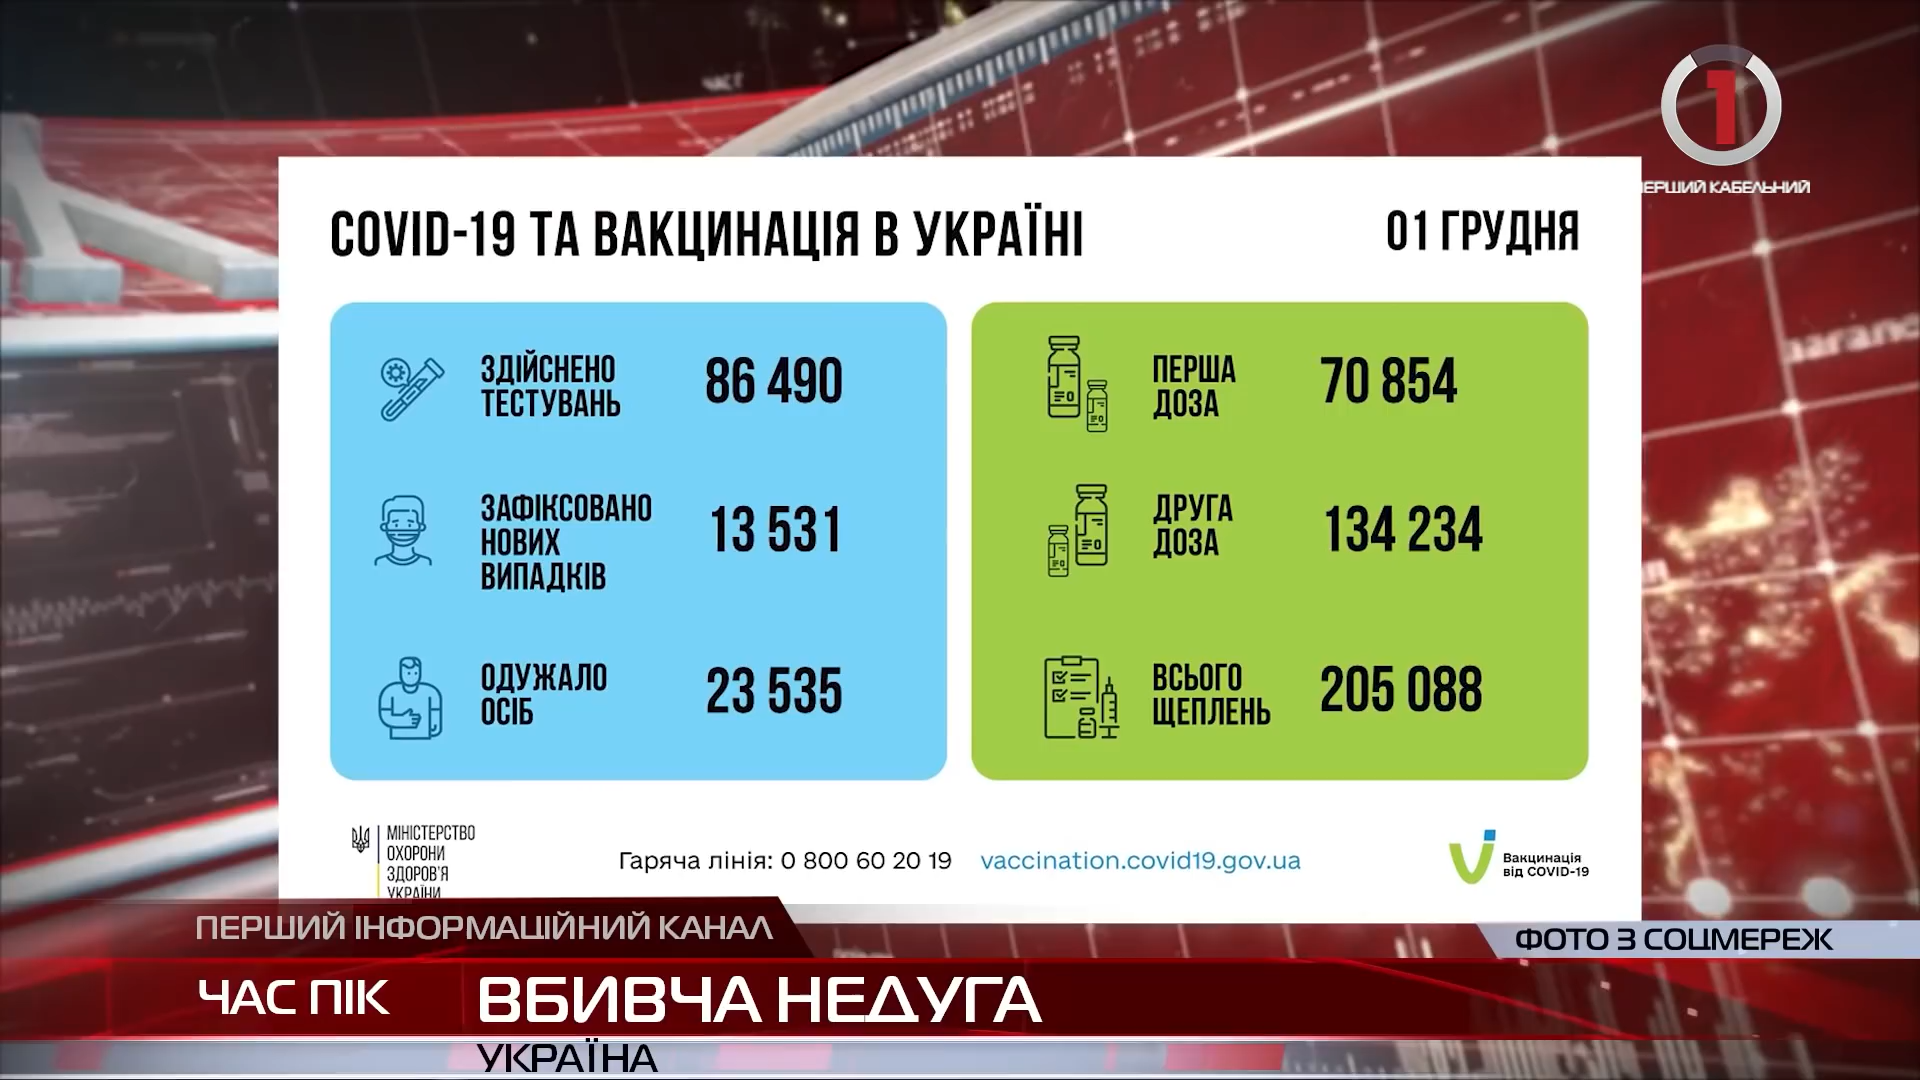 ПЕРШИЙ КАБЕЛЬНИЙ
COVID-19 ТА ВАКЦИНАЦІЯ В УКРАЇНІ
01 ГРУДНЯ
ЗДІЙСНЕНО
ТЕСТУВАНЬ
86 490
ЗАФІКСОВАНО
НОВИХ
ВИПАДКІВ
13 531
ОДУЖАЛО
ОСІБ
23 535
ПЕРША
ДОЗА
70 854
ДРУГА
ДОЗА
134 234
ВСЬОГО
ЩЕПЛЕНЬ
205 088
МІНІСТЕРСТВО
ОХОРОНИ
ЗДОРОВ'Я
УКРАЇНИ
Гаряча лінія: 0 800 60 20 19
vaccination.covid19.gov.ua
Вакцинація
від COVID-19
ПЕРШИЙ ІНФОРМАЦІЙНИЙ КАНАЛ
ФОТО З СОЦМЕРЕЖ
ЧАС ПІК
ВБИВЧА НЕДУГА
УКРАЇНА